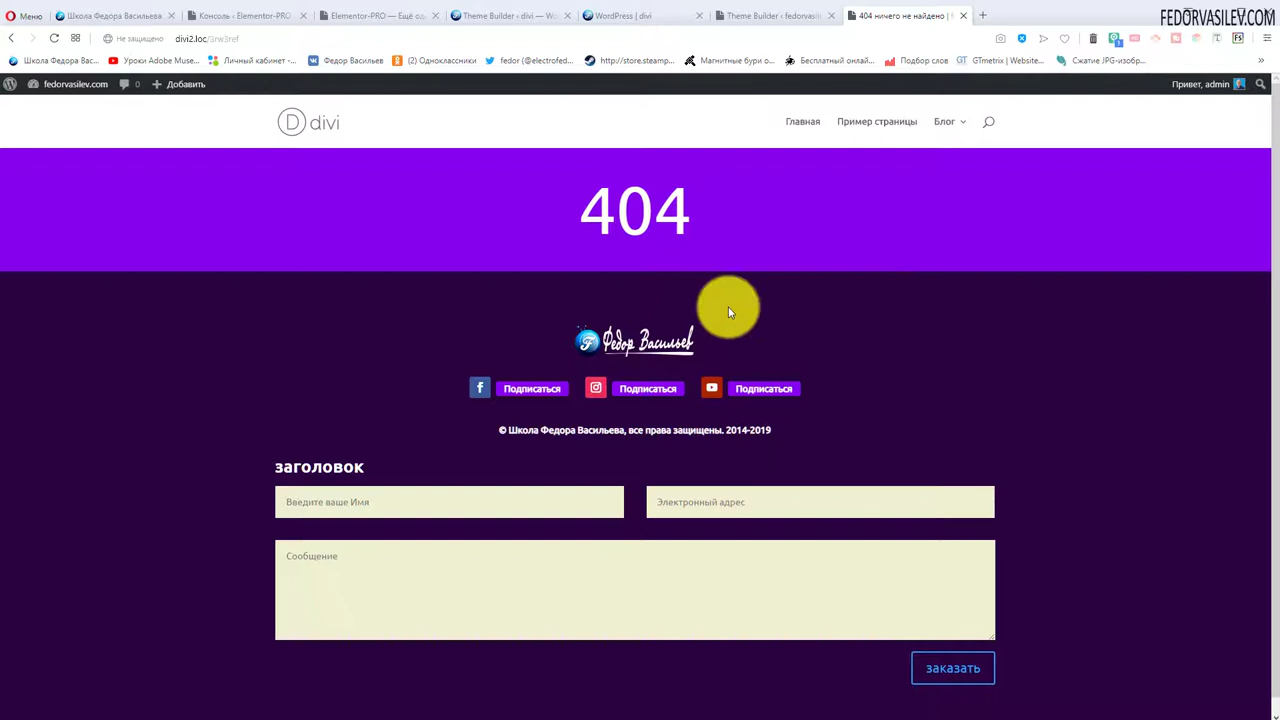 Меню
Школа Федора Васильева
Консоль ‹ Elementor-PRO
Elementor-PRO — Ещё од
Theme Builder ‹ divi — Wo
WordPress | divi
Theme Builder ‹ fedorvasile
404 ничего не найдено |
FEDORVASILEV.COM
Не защищено
divi2.loc/3rw3ref
Школа Федора Ва...
Уроки Adobe Muse...
Личный кабинет -...
Федор Васильев
(2) Одноклассники
fedor (@electrofed...
http://store.steamp...
Магнитные бури о...
Бесплатный онлай...
Подбор слов
GTmetrix | Website...
Сжатие JPG-изобр...
fedorvasilev.com
0
Добавить
Привет, admin
D divi
Главная
Пример страницы
Блог
404
Федор Васильев
Подписаться
Подписаться
Подписаться
© Школа Федора Васильева, все права защищены. 2014-2019
заголовок
Введите ваше Имя
Электронный адрес
Сообщение
заказать